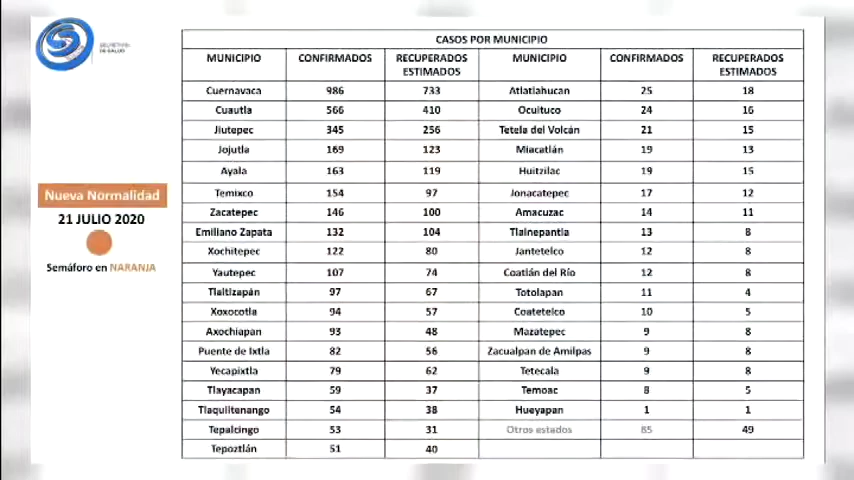 SECRETARÍA
DE SALUD
CASOS POR MUNICIPIO
MUNICIPIO CONFIRMADOS RECUPERADOS ESTIMADOS MUNICIPIO CONFIRMADOS RECUPERADOS ESTIMADOS
Cuernavaca 986 733 Atlatlahucan 25 18
Cuautla 566 410 Ocuituco 24 16
Jiutepec 345 256 Tetela del Volcán 21 15
Jojutla 169 123 Miacatlán 19 13
Ayala 163 119 Huitzilac 19 15
Temixco 154 97 Jonacatepec 17 12
Zacatepec 146 100 Amacuzac 14 11
Emiliano Zapata 132 104 Tlalnepantla 13 8
Xochitepec 122 80 Jantetelco 12 8
Yautepec 107 74 Coatlán del Río 12 8
Tlaltizapán 97 67 Totolapan 11 4
Xoxocotla 94 57 Coatetelco 10 5
Axochiapan 93 48 Mazatepec 9 8
Puente de Ixtla 82 56 Zacualpan de Amilpas 9 8
Yecapixtla 79 62 Tetecala 9 8
Tlayacapan 59 37 Temoac 8 5
Tlaquiltenango 54 38 Hueyapan 1 1
Tepalcingo 53 31 Otros estados 85 49
Tepoztlán 51 40
Nueva Normalidad
21 JULIO 2020
Semáforo en NARANJA